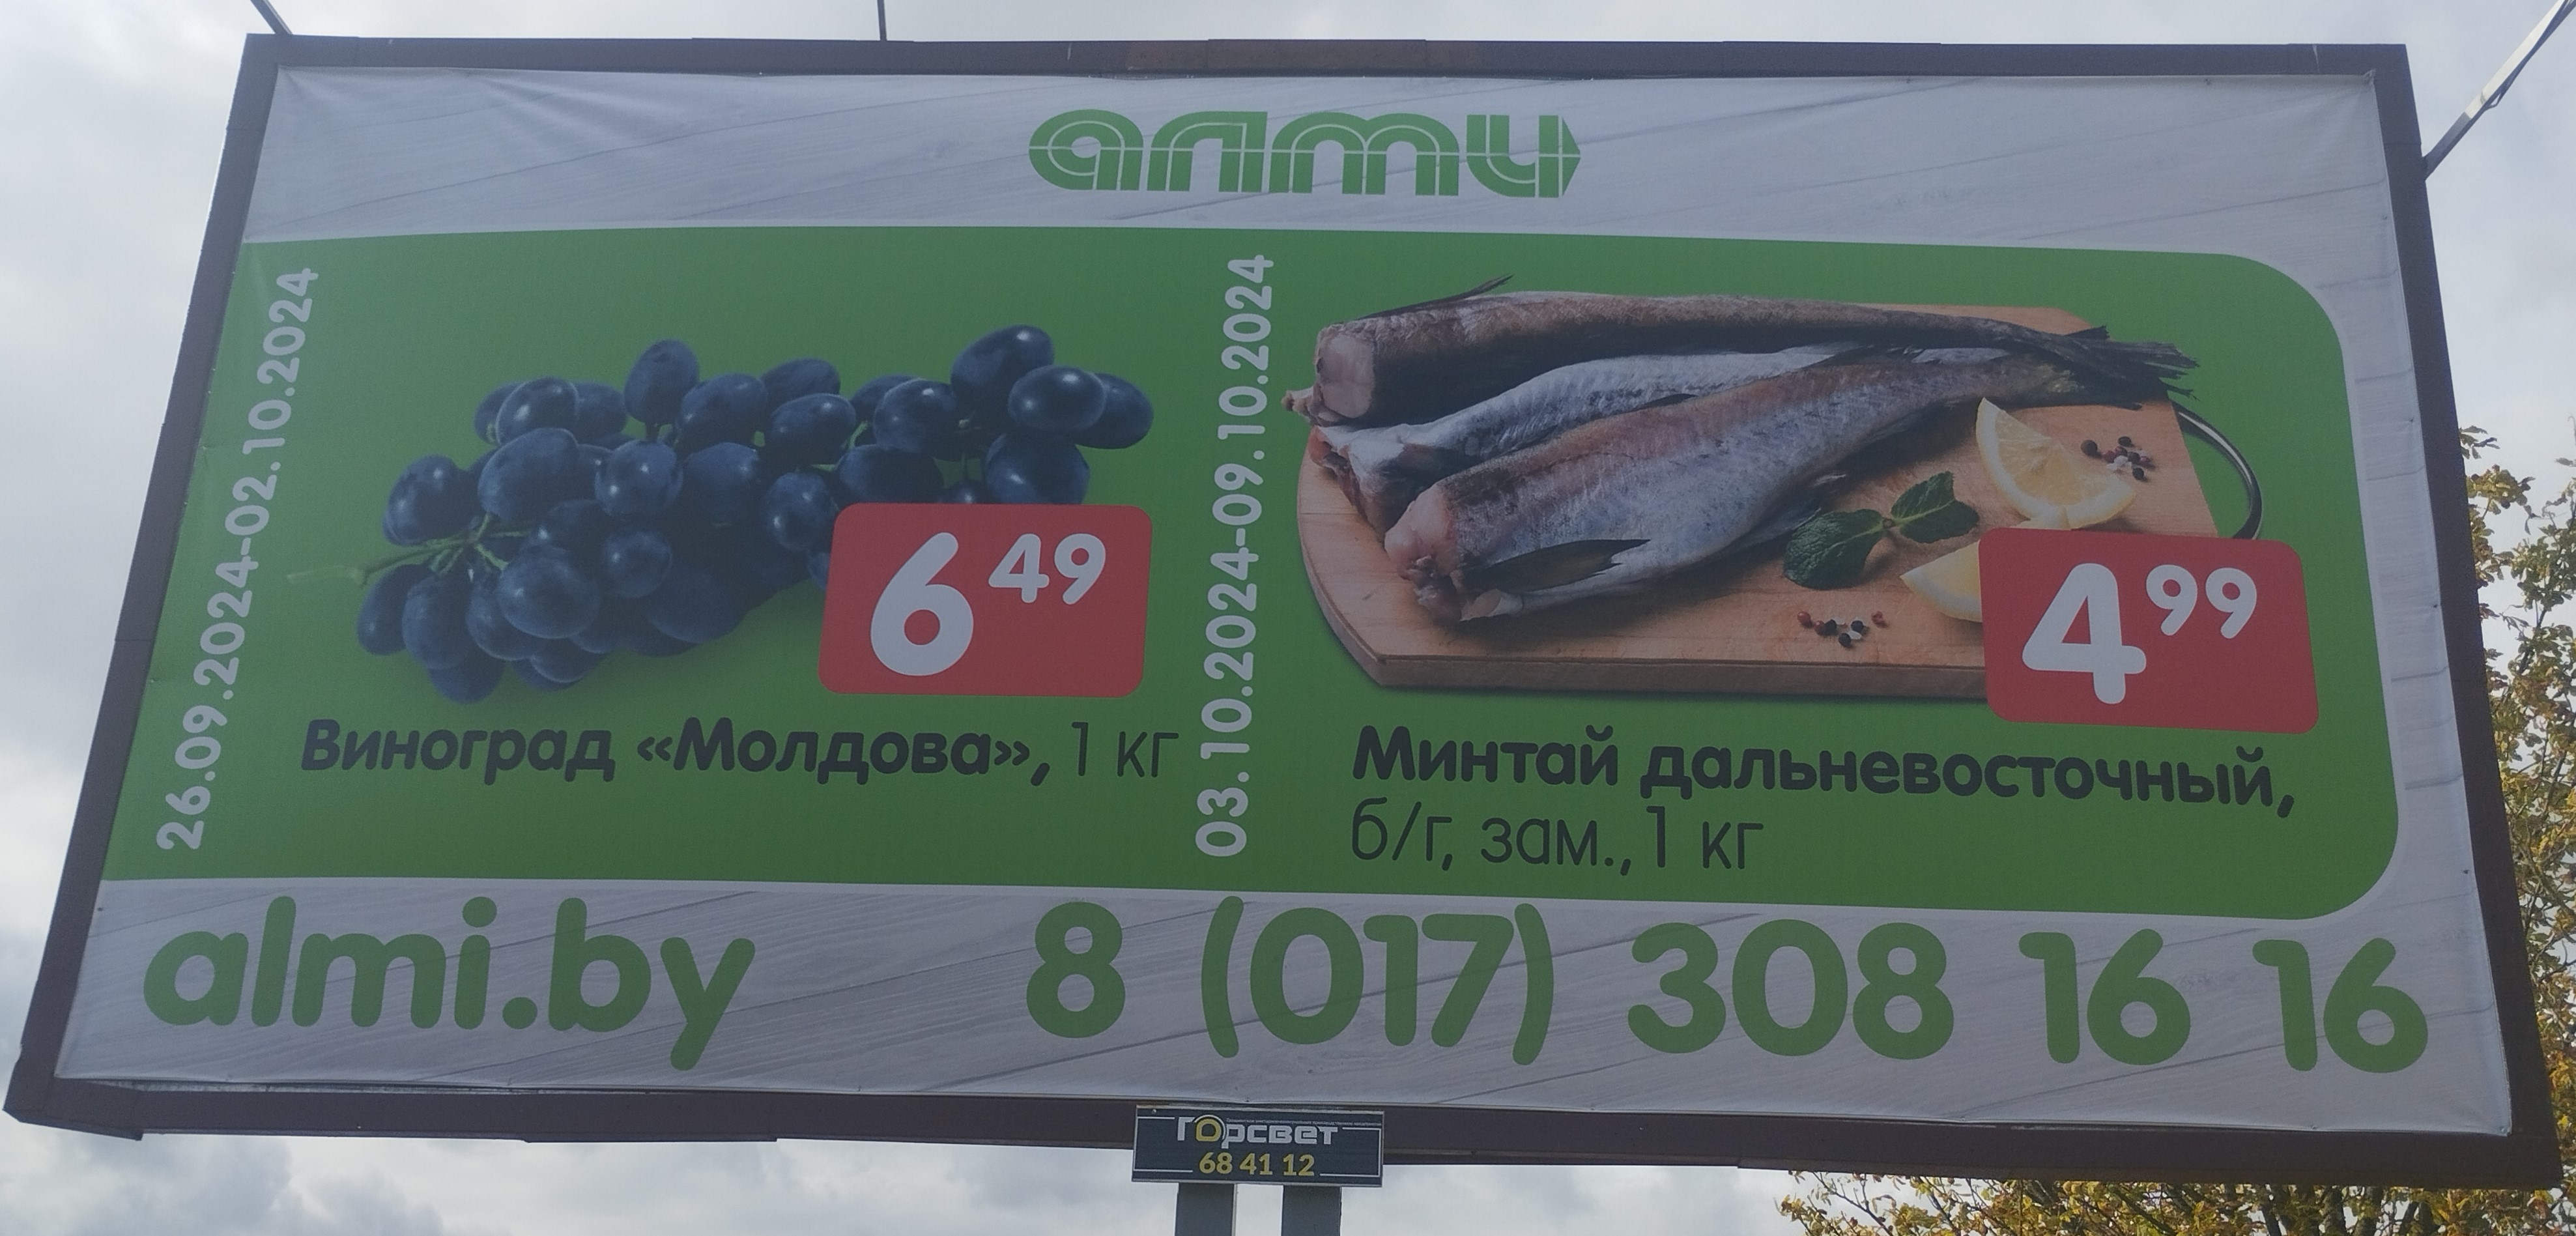 алми
26.09.2024-02.10.2024
6 49
Виноград «Молдова», 1 кг
03.10.2024-09.10.2024
4 99
Минтай дальневосточный,
б/г, зам., 1 кг
almi.by 8 (017) 308 16 16
Горсвет
68 41 12